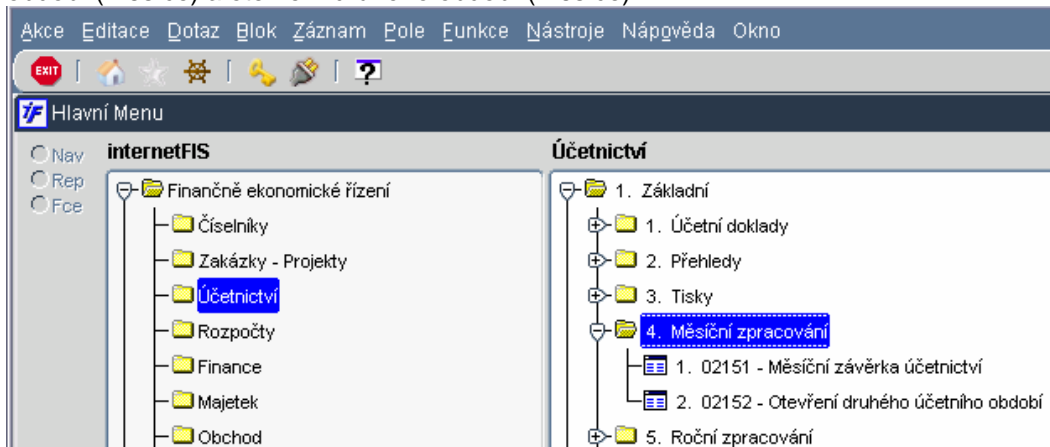 Akce Editace Dotaz Blok Záznam Pole Funkce Nástroje Nápověda Okno
EXIT ?
Hlavní Menu
Nav internetFIS Účetnictví
Rep Finančně ekonomické řízení 1. Základní
Fce Číselníky 1. Účetní doklady
Zakázky - Projekty 2. Přehledy
Účetnictví 3. Tisky
Rozpočty 4. Měsíční zpracování
Finance 1. 02151 - Měsíční závěrka účetnictví
Majetek 2. 02152 - Otevření druhého účetního období
Obchod 5. Roční zpracování